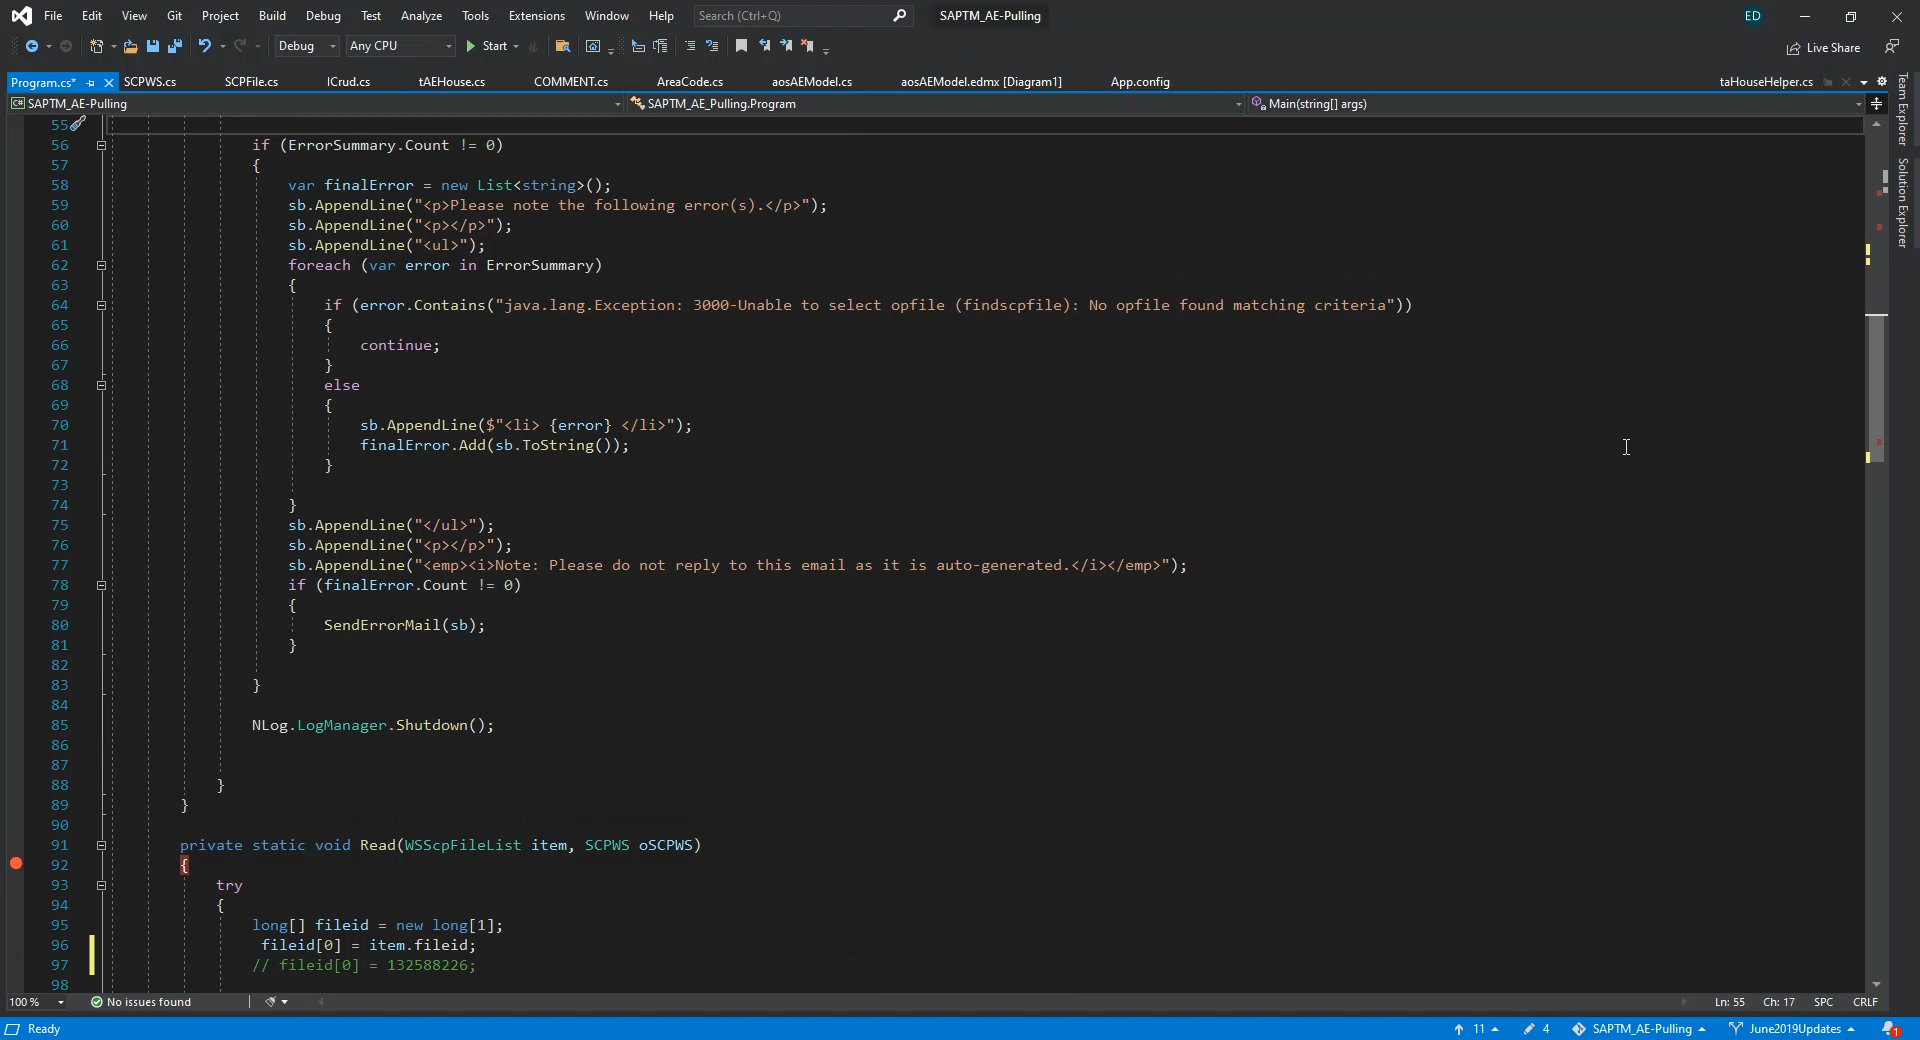 File Edit View Git Project Build Debug Test Analyze Tools Extensions Window Help Search (Ctrl+Q) SAPTM_AE-Pulling ED
Debug Any CPU Start Live Share
Program.cs* SCPWS.cs SCPFile.cs ICrud.cs tAEHouse.cs COMMENT.cs AreaCode.cs aosAEModel.cs aosAEModel.edmx [Diagram1] App.config taHouseHelper.cs
C# SAPTM_AE-Pulling SAPTM_AE_Pulling.Program Main(string[] args)
Team Explorer
Solution Explorer
55
56 if (ErrorSummary.Count != 0)
57 {
58 var finalError = new List<string>();
59 sb.AppendLine("<p>Please note the following error(s).</p>");
60 sb.AppendLine("<p></p>");
61 sb.AppendLine("<ul>");
62 foreach (var error in ErrorSummary)
63 {
64 if (error.Contains("java.lang.Exception: 3000-Unable to select opfile (findscpfile): No opfile found matching criteria"))
65 {
66 continue;
67 }
68 else
69 {
70 sb.AppendLine($"<li> {error} </li>");
71 finalError.Add(sb.ToString());
72 }
73
74 }
75 sb.AppendLine("</ul>");
76 sb.AppendLine("<p></p>");
77 sb.AppendLine("<emp><i>Note: Please do not reply to this email as it is auto-generated.</i></emp>");
78 if (finalError.Count != 0)
79 {
80 SendErrorMail(sb);
81 }
82
83 }
84
85 NLog.LogManager.Shutdown();
86
87
88 }
89 }
90
91 private static void Read(WSScpFileList item, SCPWS oSCPWS)
92 {
93 try
94 {
95 long[] fileid = new long[1];
96 fileid[0] = item.fileid;
97 // fileid[0] = 132588226;
98
100 % No issues found Ln: 55 Ch: 17 SPC CRLF
Ready 11 4 SAPTM_AE-Pulling June2019Updates 1